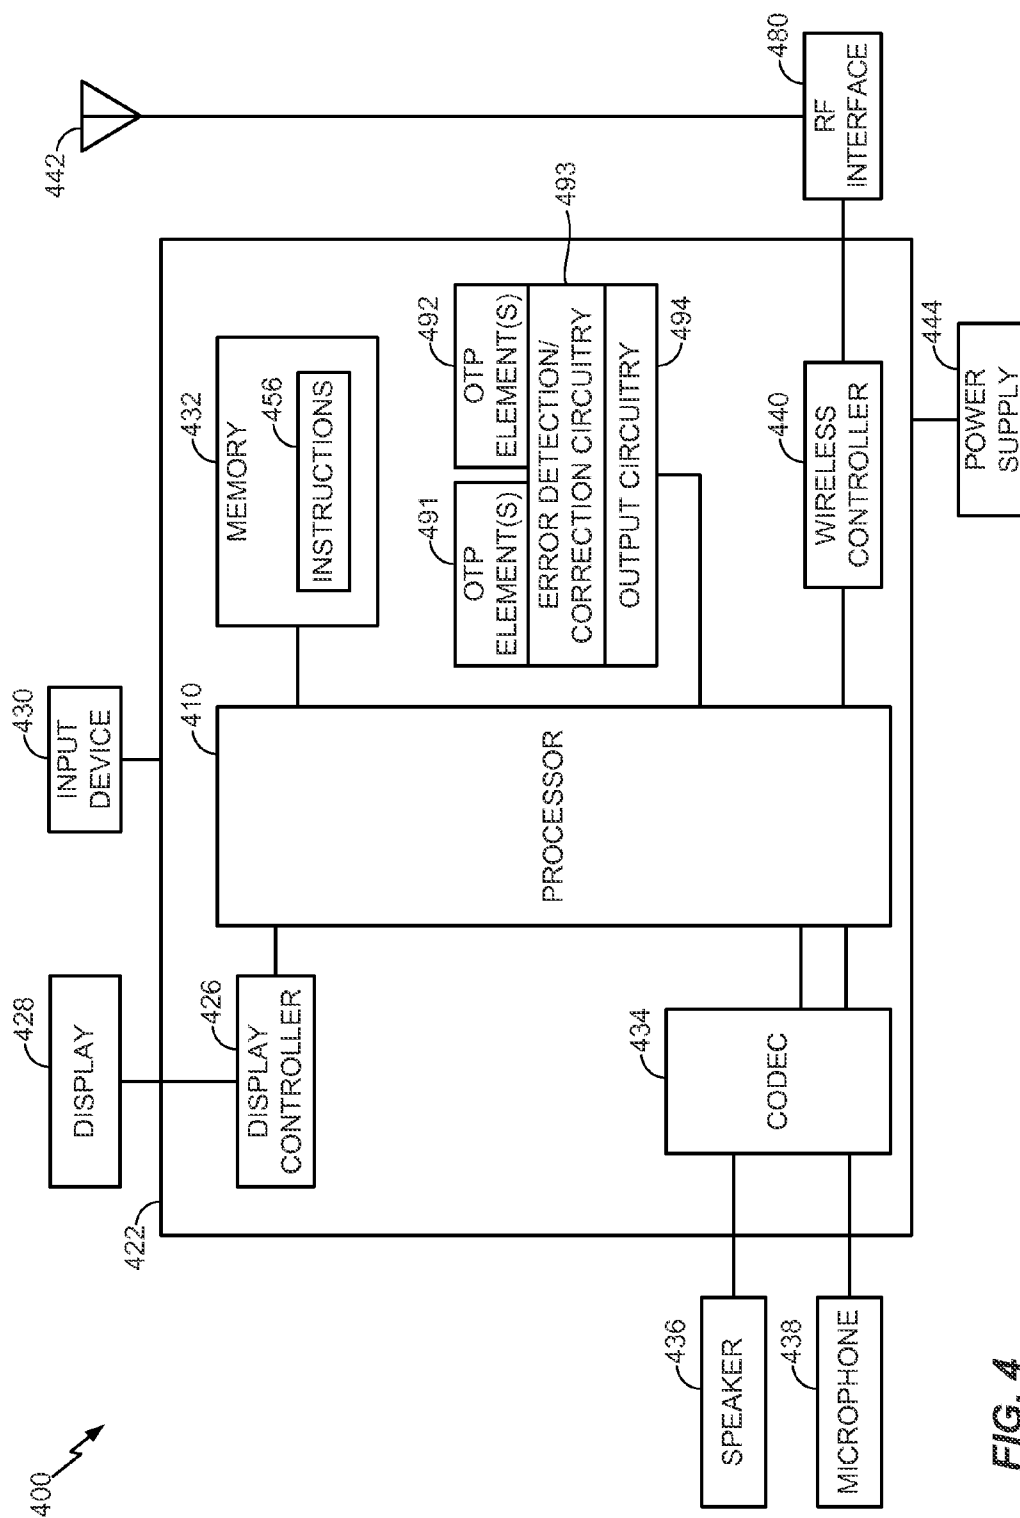 400
422
428
DISPLAY
430
INPUT
DEVICE
442
426
DISPLAY
CONTROLLER
410
PROCESSOR
432
MEMORY
456
INSTRUCTIONS
491
OTP
ELEMENT(S)
492
OTP
ELEMENT(S)
493
ERROR DETECTION/
CORRECTION CIRCUITRY
OUTPUT CIRCUITRY
494
436
SPEAKER
434
CODEC
438
MICROPHONE
440
WIRELESS
CONTROLLER
480
RF
INTERFACE
444
POWER
SUPPLY
FIG. 4